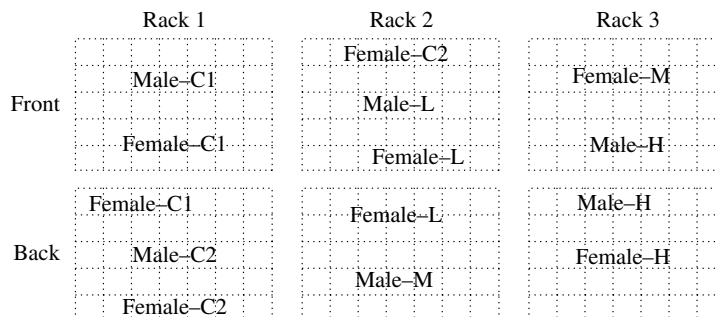 Rack 1 Rack 2 Rack 3
Female–C2
Male–C1 Female–M
Front Male–L
Female–C1 Male–H
Female–L
Female–C1 Male–H
Female–L
Back Male–C2 Female–H
Male–M
Female–C2